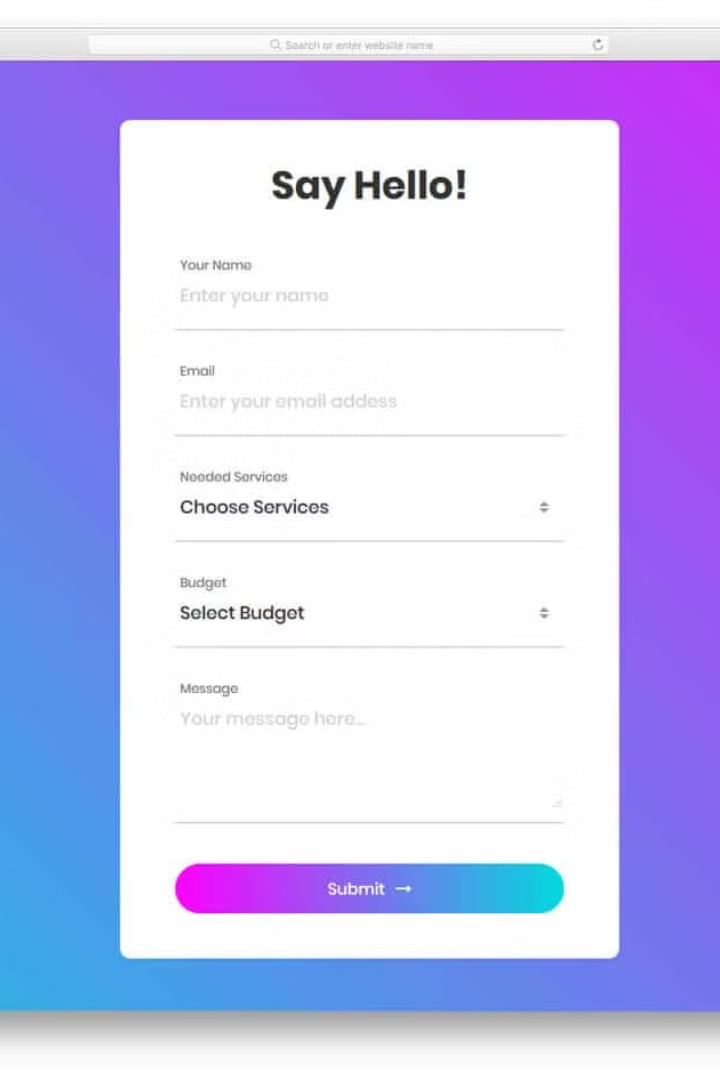 Search or enter website name
Say Hello!
Your Name
Enter your name
Email
Enter your email addess
Needed Services
Choose Services
Budget
Select Budget
Message
Your message here...
Submit →